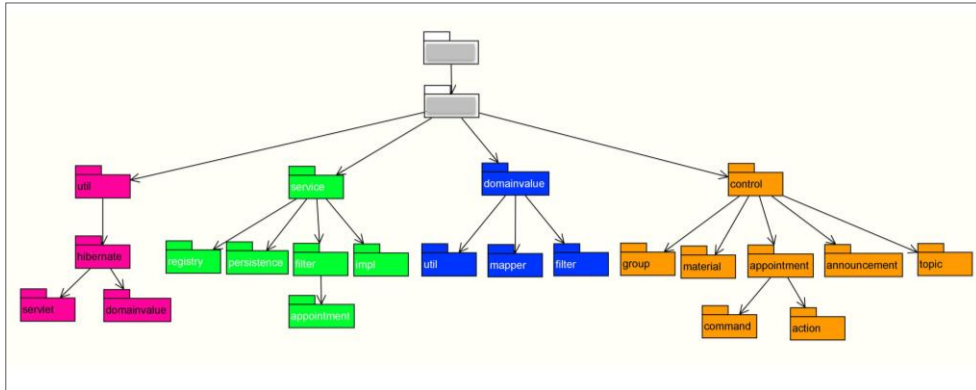 util
service
domainvalue
control
hibernate
registry
persistence
filter
impl
util
mapper
filter
group
material
appointment
announcement
topic
servlet
domainvalue
appointment
command
action